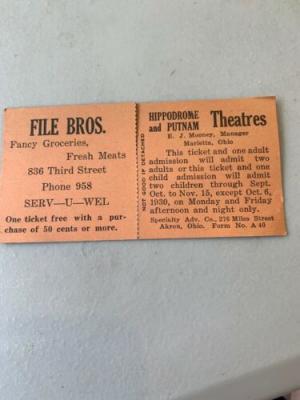 FILE BROS.
Fancy Groceries,
Fresh Meats
836 Third Street
Phone 958
SERV—U—WEL
One ticket free with a pur-
chase of 50 cents or more.
NOT GOOD IF DETACHED
HIPPODROME
and PUTNAM Theatres
E. J. Mooney, Manager
Marietta, Ohio
This ticket and one adult
admission will admit two
adults or this ticket and one
child admission will admit
two children through Sept.
Oct. to Nov. 15, except Oct. 6,
1930, on Monday and Friday
afternoon and night only.
Specialty Adv. Co., 276 Miles Street
Akron, Ohio. Form No. A 40